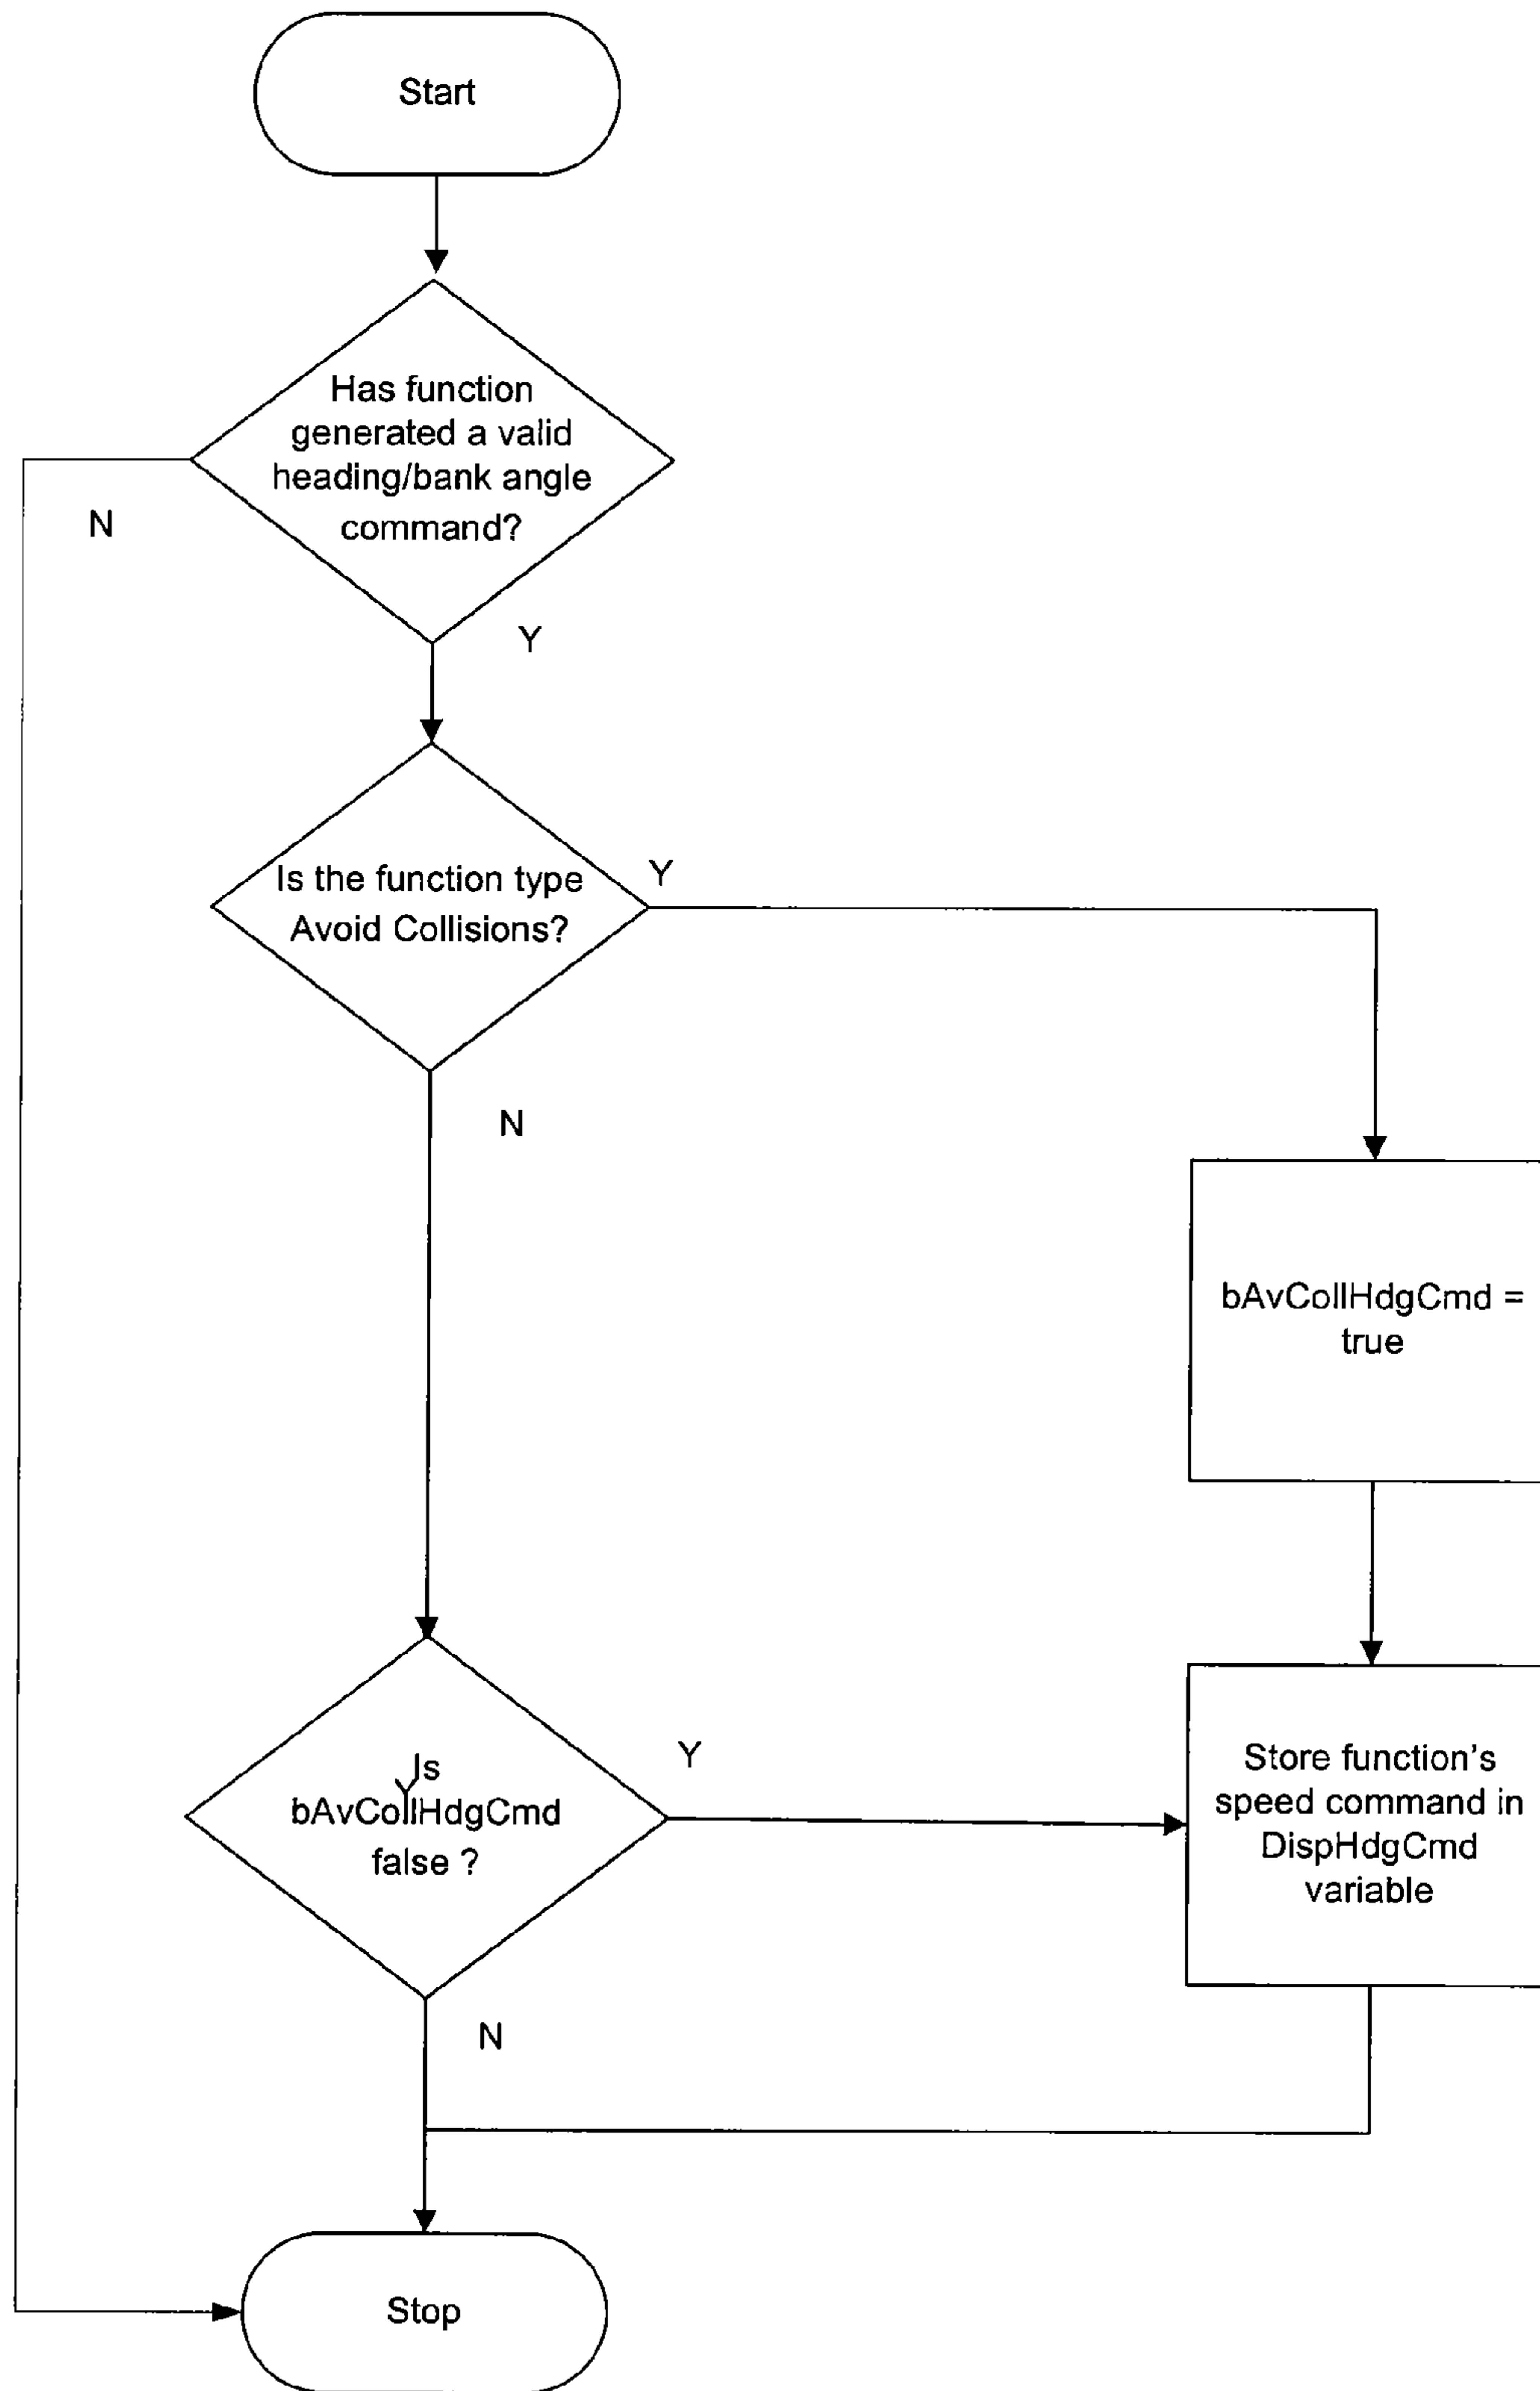 Start
Has function
generated a valid
heading/bank angle
command?
N
Y
Is the function type
Avoid Collisions?
Y
N
bAvCollHdgCmd =
true
Is
Y
bAvCollHdgCmd
false ?
Y
Store function's
speed command in
DispHdgCmd
variable
N
Stop